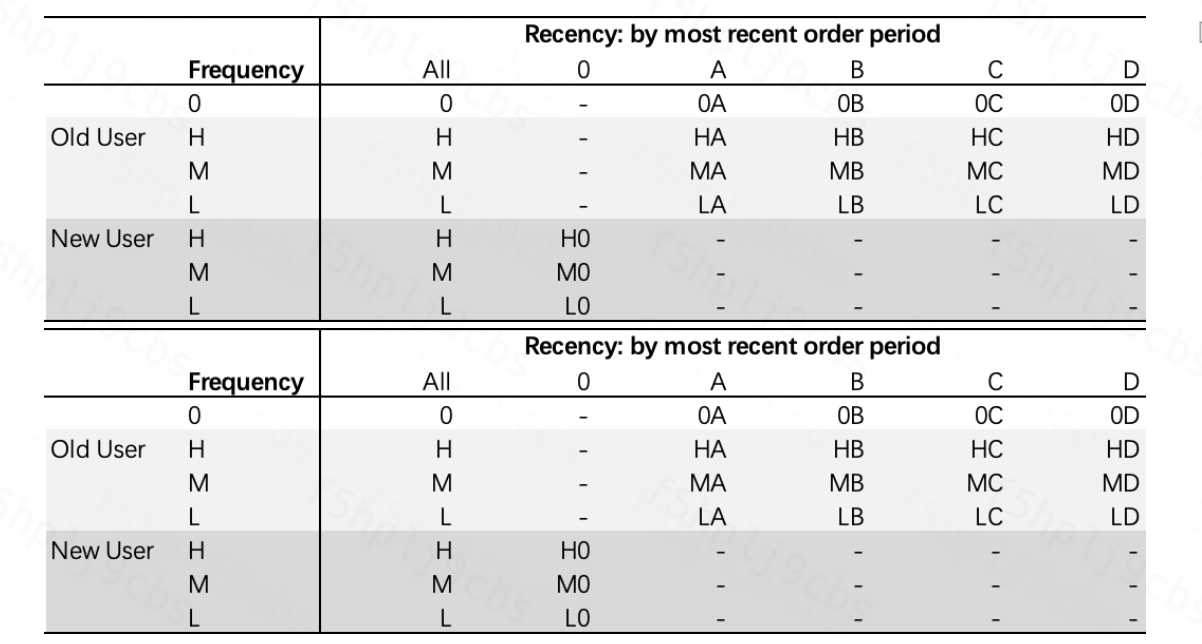 Recency: by most recent order period
Frequency All 0 A B C D
0 0 - 0A 0B 0C 0D
Old User H H - HA HB HC HD
M M - MA MB MC MD
L L - LA LB LC LD
New User H H H0 - - - -
M M M0 - - - -
L L L0 - - - -
Recency: by most recent order period
Frequency All 0 A B C D
0 0 - 0A 0B 0C 0D
Old User H H - HA HB HC HD
M M - MA MB MC MD
L L - LA LB LC LD
New User H H H0 - - - -
M M M0 - - - -
L L L0 - - - -